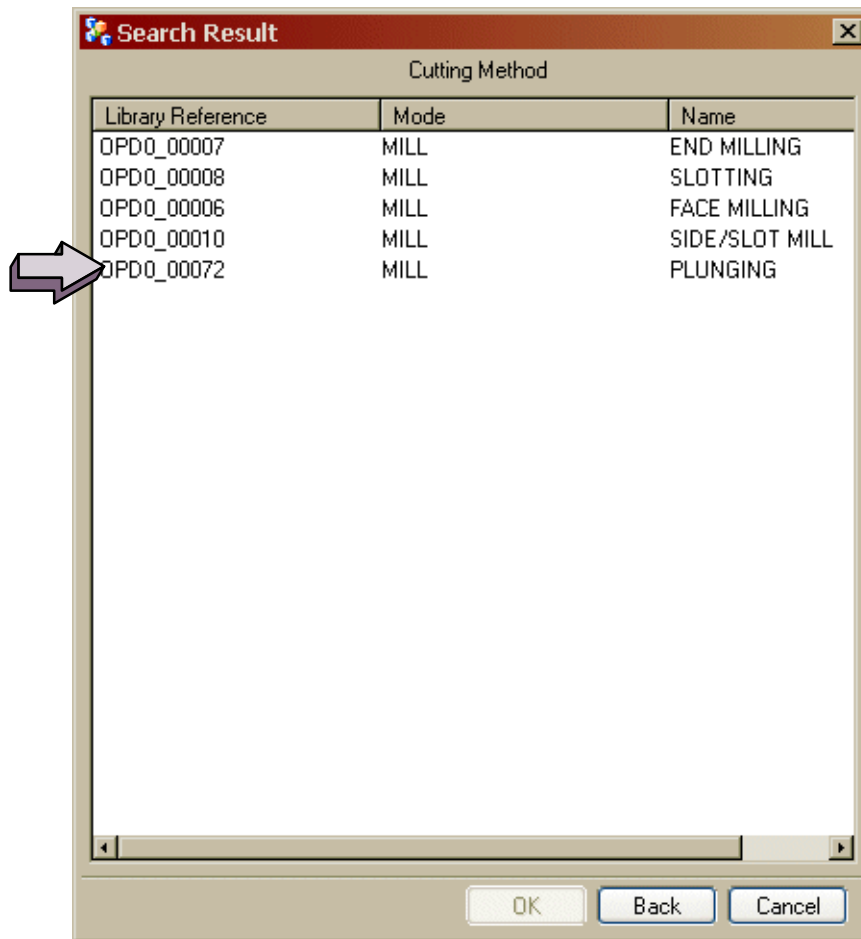 Search Result
Cutting Method
Library Reference Mode Name
OPD0_00007 MILL END MILLING
OPD0_00008 MILL SLOTTING
OPD0_00006 MILL FACE MILLING
OPD0_00010 MILL SIDE/SLOT MILL
OPD0_00072 MILL PLUNGING
OK Back Cancel